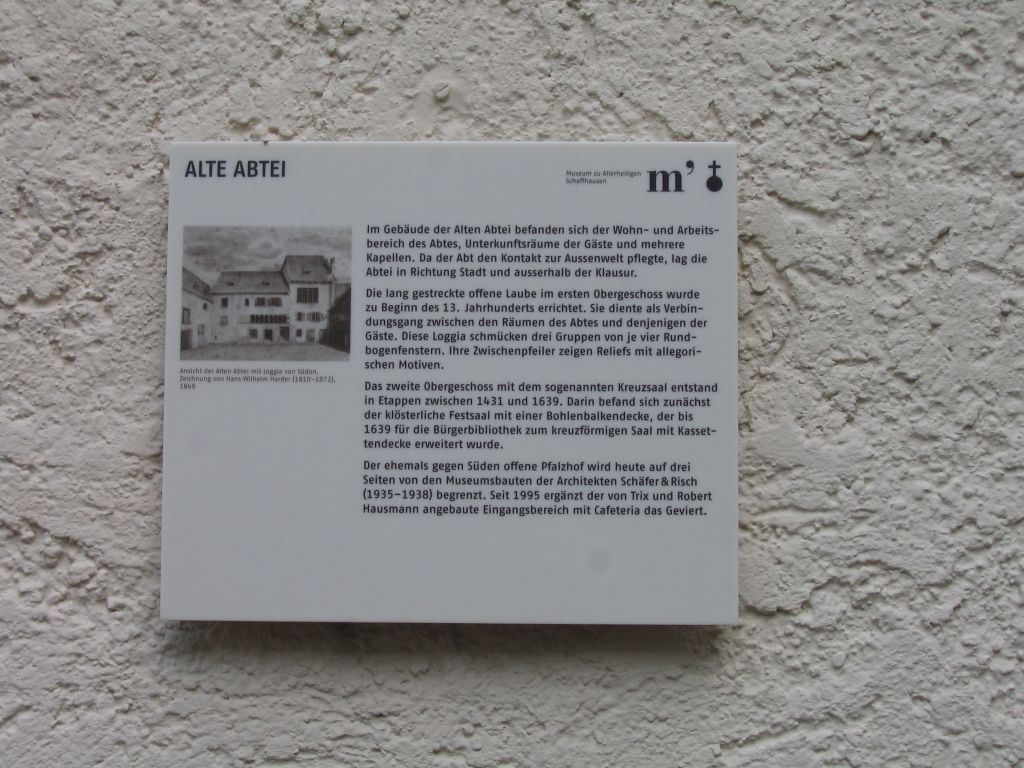 ALTE ABTEI
Museum zu Allerheiligen
Schaffhausen
m’
Im Gebäude der Alten Abtei befanden sich der Wohn- und Arbeits-
bereich des Abtes, Unterkunftsräume der Gäste und mehrere
Kapellen. Da der Abt den Kontakt zur Aussenwelt pflegte, lag die
Abtei in Richtung Stadt und ausserhalb der Klausur.
Die lang gestreckte offene Laube im ersten Obergeschoss wurde
zu Beginn des 13. Jahrhunderts errichtet. Sie diente als Verbin-
dungsgang zwischen den Räumen des Abtes und denjenigen der
Gäste. Diese Loggia schmücken drei Gruppen von je vier Rund-
bogenfenstern. Ihre Zwischenpfeiler zeigen Reliefs mit allegori-
schen Motiven.
Das zweite Obergeschoss mit dem sogenannten Kreuzsaal entstand
in Etappen zwischen 1431 und 1639. Darin befand sich zunächst
der klösterliche Festsaal mit einer Bohlenbalkendecke, der bis
1639 für die Bürgerbibliothek zum kreuzförmigen Saal mit Kasset-
tendecke erweitert wurde.
Der ehemals gegen Süden offene Pfalzhof wird heute auf drei
Seiten von den Museumsbauten der Architekten Schäfer & Risch
(1935–1938) begrenzt. Seit 1995 ergänzt der von Trix und Robert
Hausmann angebaute Eingangsbereich mit Cafeteria das Geviert.
Ansicht der Alten Abtei mit Loggia von Süden,
Zeichnung von Hans Wilhelm Harder (1810–1872),
1849